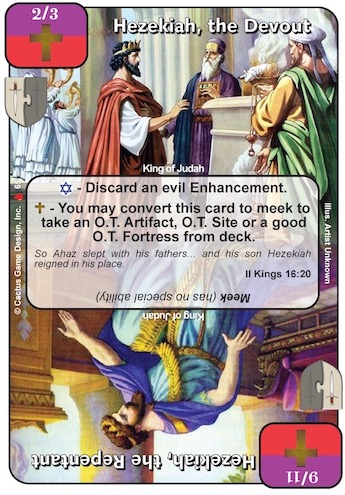 2/3
Hezekiah, the Devout
King of Judah
- Discard an evil Enhancement.
- You may convert this card to meek to
take an O.T. Artifact, O.T. Site or a good
O.T. Fortress from deck.
So Ahaz slept with his fathers... and his son Hezekiah
reigned in his place.
II Kings 16:20
© Cactus Game Design, Inc.
Illus. Artist Unknown
Meek (has no special ability)
King of Judah
Hezekiah, the Repentant
9/11